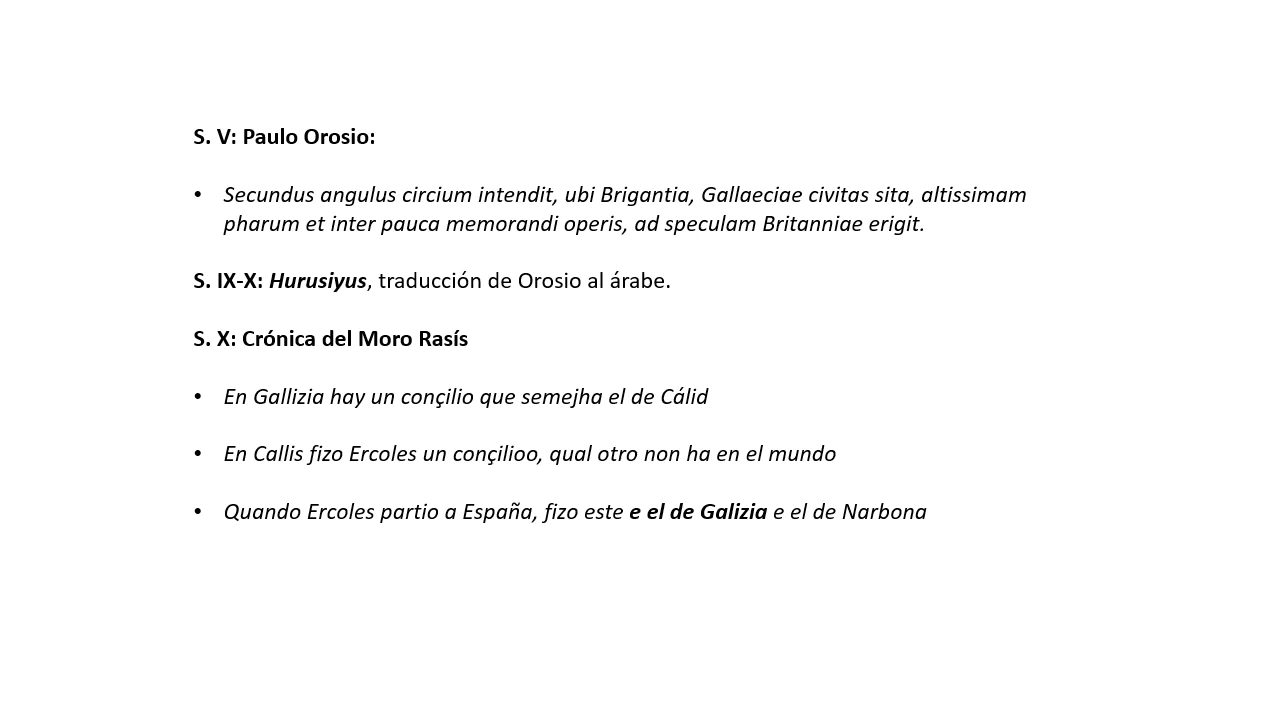 S. V: Paulo Orosio:
• Secundus angulus circium intendit, ubi Brigantia, Gallaeciae civitas sita, altissimam
pharum et inter pauca memorandi operis, ad speculam Britanniae erigit.
S. IX-X: Hurusiyus, traducción de Orosio al árabe.
S. X: Crónica del Moro Rasís
• En Gallizia hay un conçilio que semejha el de Cálid
• En Callis fizo Ercoles un conçilioo, qual otro non ha en el mundo
• Quando Ercoles partio a España, fizo este e el de Galizia e el de Narbona